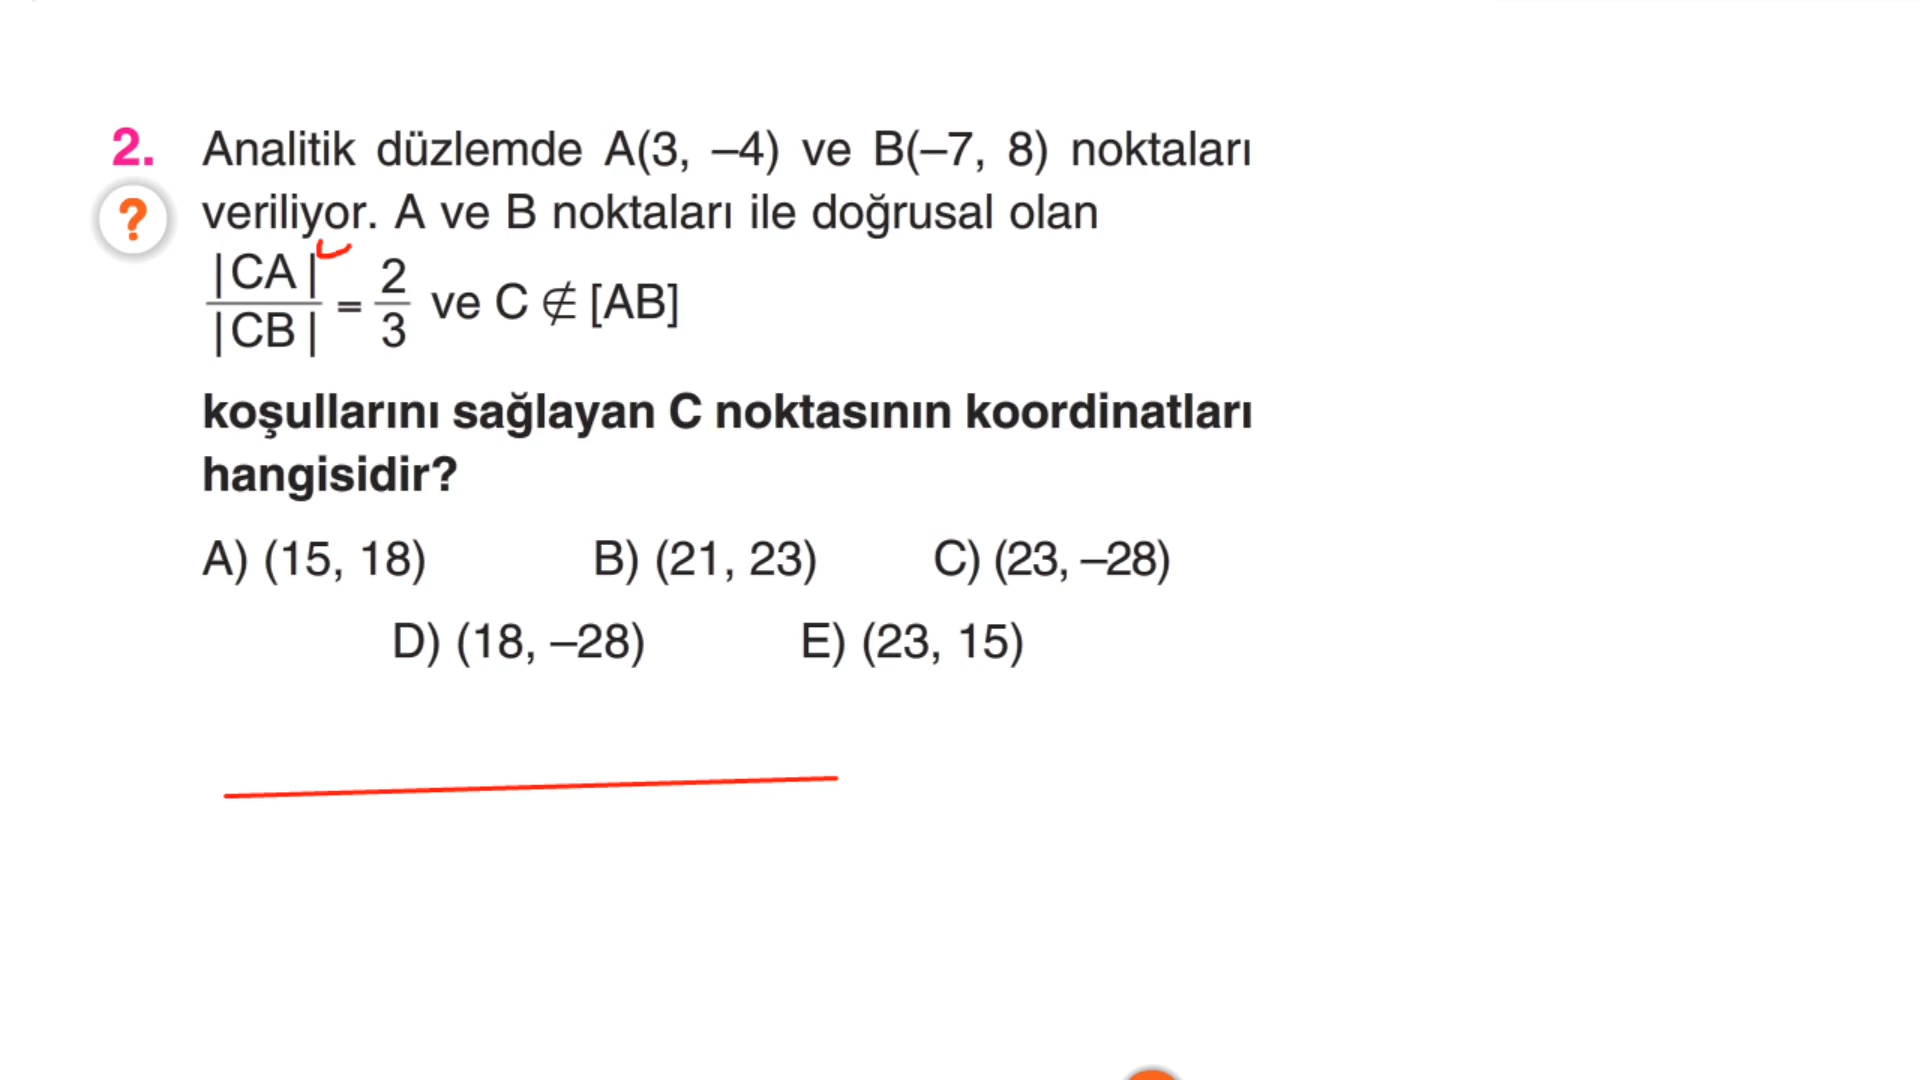 2. Analitik düzlemde A(3, –4) ve B(–7, 8) noktaları
? veriliyor. A ve B noktaları ile doğrusal olan
|CA| / |CB| = 2/3 ve C ∉ [AB]
koşullarını sağlayan C noktasının koordinatları
hangisidir?
A) (15, 18) B) (21, 23) C) (23, –28)
D) (18, –28) E) (23, 15)